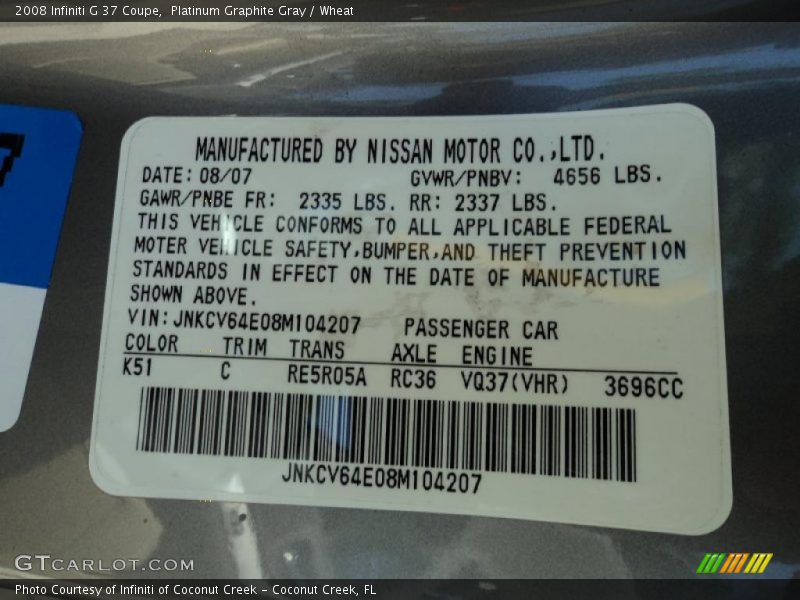 2008 Infiniti G 37 Coupe, Platinum Graphite Gray / Wheat
7
MANUFACTURED BY NISSAN MOTOR CO.,LTD.
DATE: 08/07 GVWR/PNBV: 4656 LBS.
GAWR/PNBE FR: 2335 LBS. RR: 2337 LBS.
THIS VEHICLE CONFORMS TO ALL APPLICABLE FEDERAL
MOTER VEHICLE SAFETY,BUMPER,AND THEFT PREVENTION
STANDARDS IN EFFECT ON THE DATE OF MANUFACTURE
SHOWN ABOVE.
VIN: JNKCV64E08M104207 PASSENGER CAR
COLOR TRIM TRANS AXLE ENGINE
K51 C RE5R05A RC36 VQ37(VHR) 3696CC
JNKCV64E08M104207
GTCARLOT.COM
Photo Courtesy of Infiniti of Coconut Creek – Coconut Creek, FL